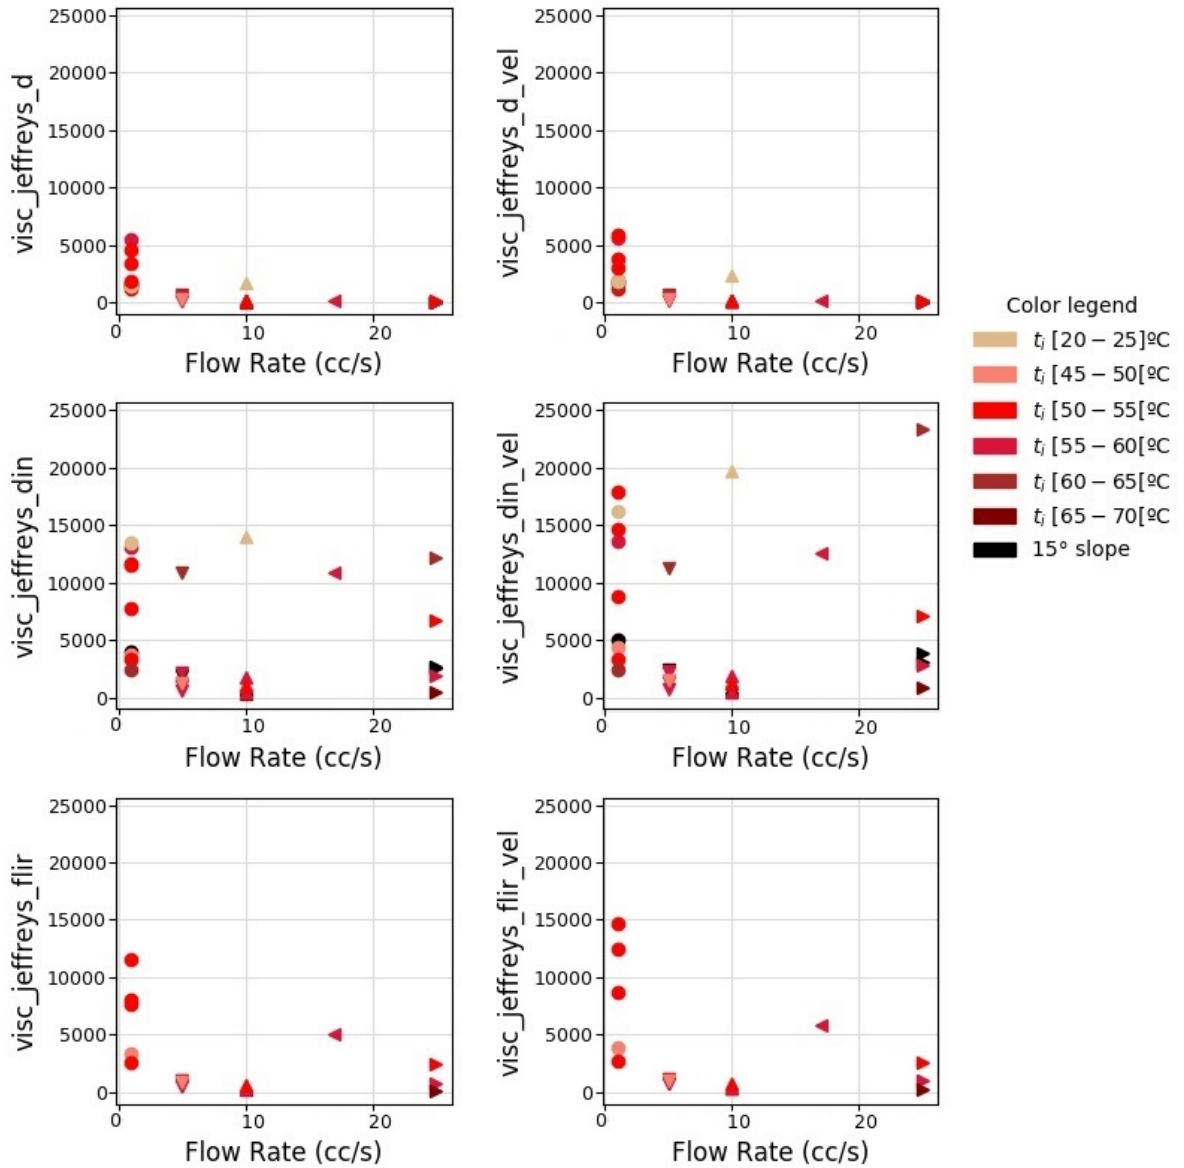 25000
20000
15000
10000
5000
0
visc_jeffreys_d
0 10 20
Flow Rate (cc/s)
25000
20000
15000
10000
5000
0
visc_jeffreys_d_vel
0 10 20
Flow Rate (cc/s)
Color legend
t_i [20 − 25]ºC
t_i [45 − 50[ºC
t_i [50 − 55[ºC
t_i [55 − 60[ºC
t_i [60 − 65[ºC
t_i [65 − 70[ºC
15° slope
25000
20000
15000
10000
5000
0
visc_jeffreys_din
0 10 20
Flow Rate (cc/s)
25000
20000
15000
10000
5000
0
visc_jeffreys_din_vel
0 10 20
Flow Rate (cc/s)
25000
20000
15000
10000
5000
0
visc_jeffreys_flir
0 10 20
Flow Rate (cc/s)
25000
20000
15000
10000
5000
0
visc_jeffreys_flir_vel
0 10 20
Flow Rate (cc/s)